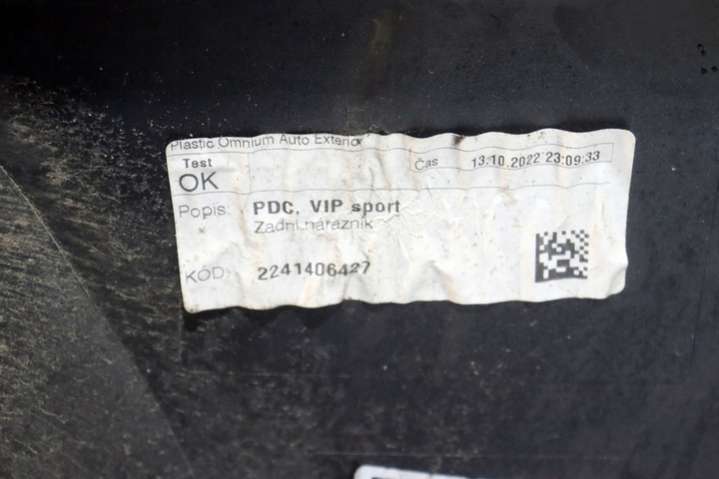 Plastic Omnium Auto Exterior
Test
OK
Čas 13.10.2022 23:09:33
Popis: PDC, VIP sport
Zadní nárazník
KÓD: 2241406427